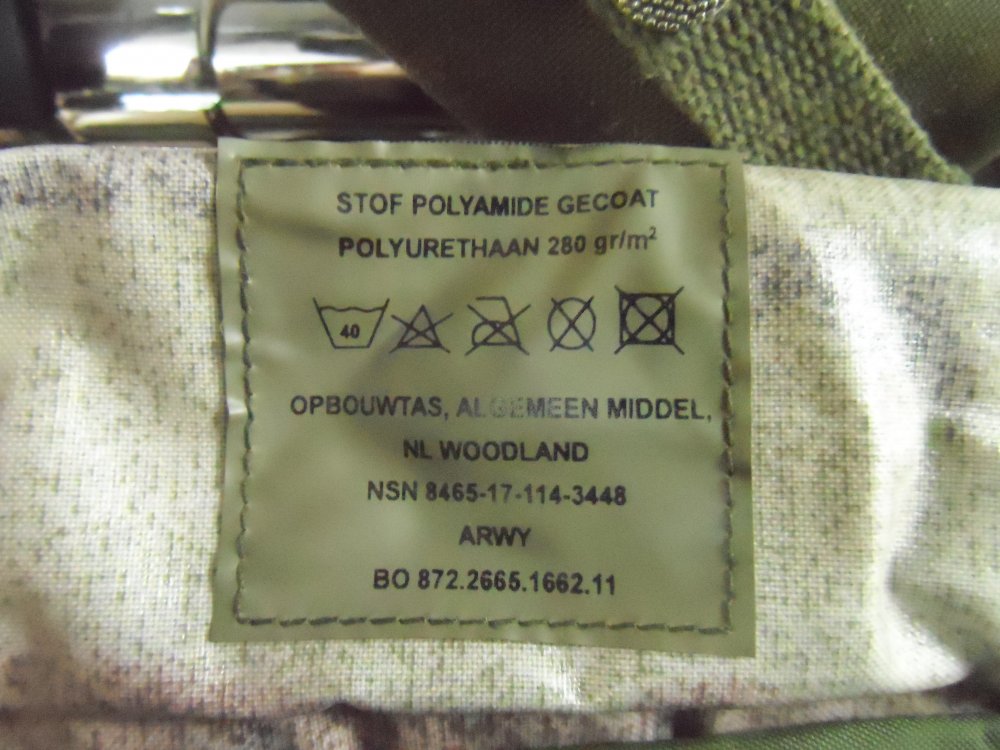 STOF POLYAMIDE GECOAT
POLYURETHAAN 280 gr/m²
40
OPBOUWTAS, ALGEMEEN MIDDEL,
NL WOODLAND
NSN 8465-17-114-3448
ARWY
BO 872.2665.1662.11